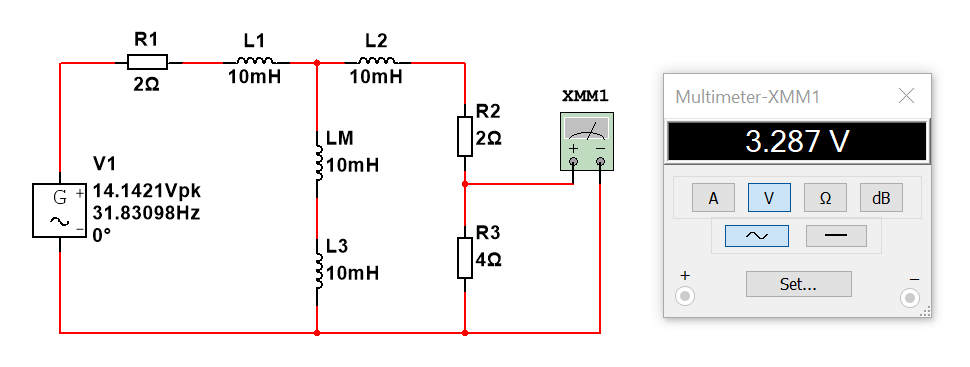 R1
2Ω
L1
10mH
L2
10mH
XMM1
+ −
R2
2Ω
LM
10mH
V1
14.1421Vpk
31.83098Hz
0°
G +
−
L3
10mH
R3
4Ω
Multimeter-XMM1
3.287 V
A V Ω dB
+ Set... −